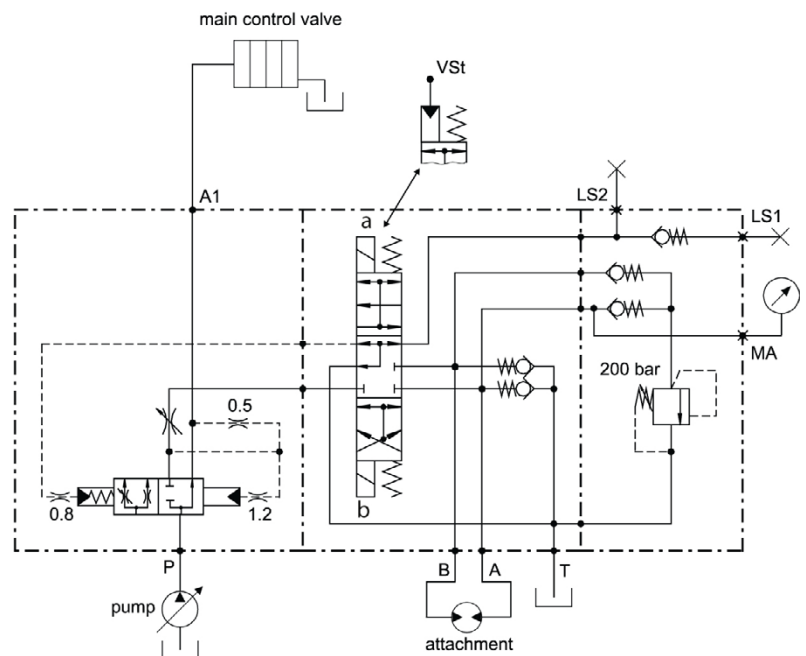 main control valve
VSt
A1
LS2
LS1
a
MA
200 bar
0.5
0.8
1.2
b
P
B
A
T
pump
attachment